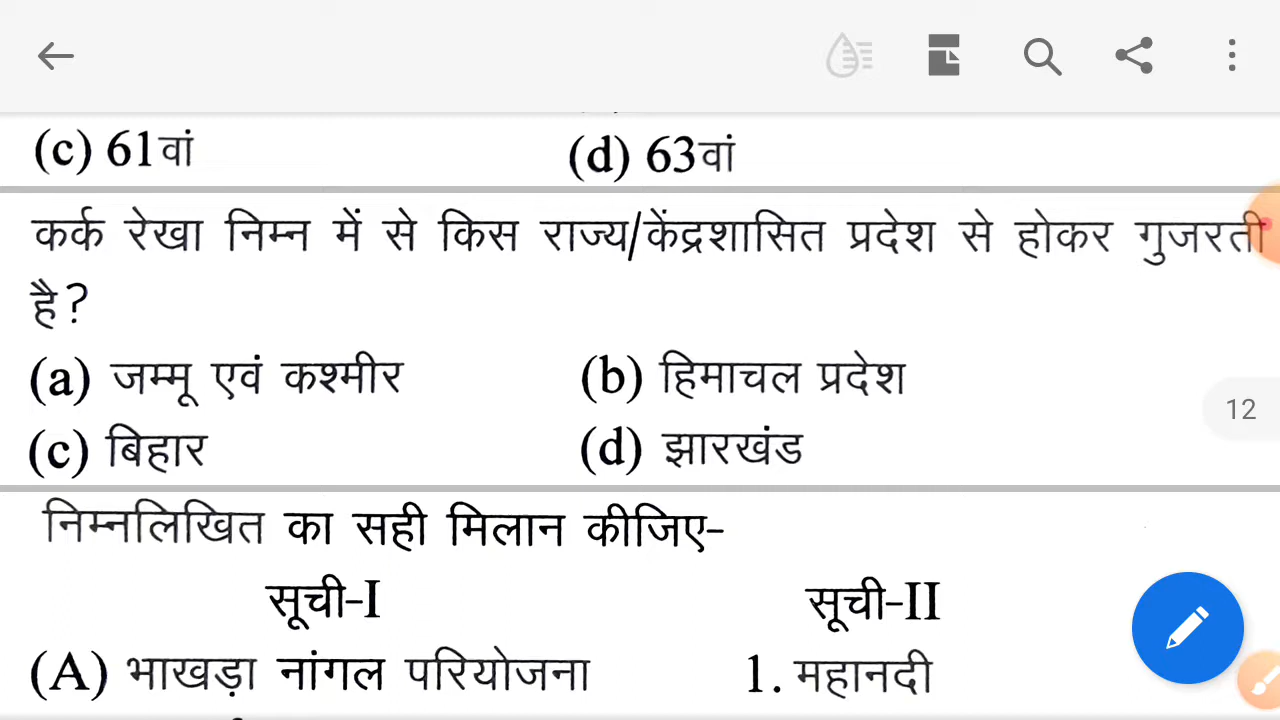 (c) 61वां (d) 63वां
कर्क रेखा निम्न में से किस राज्य/केंद्रशासित प्रदेश से होकर गुजरती
है?
(a) जम्मू एवं कश्मीर (b) हिमाचल प्रदेश
12
(c) बिहार (d) झारखंड
निम्नलिखित का सही मिलान कीजिए-
सूची-I सूची-II
(A) भाखड़ा नांगल परियोजना 1. महानदी